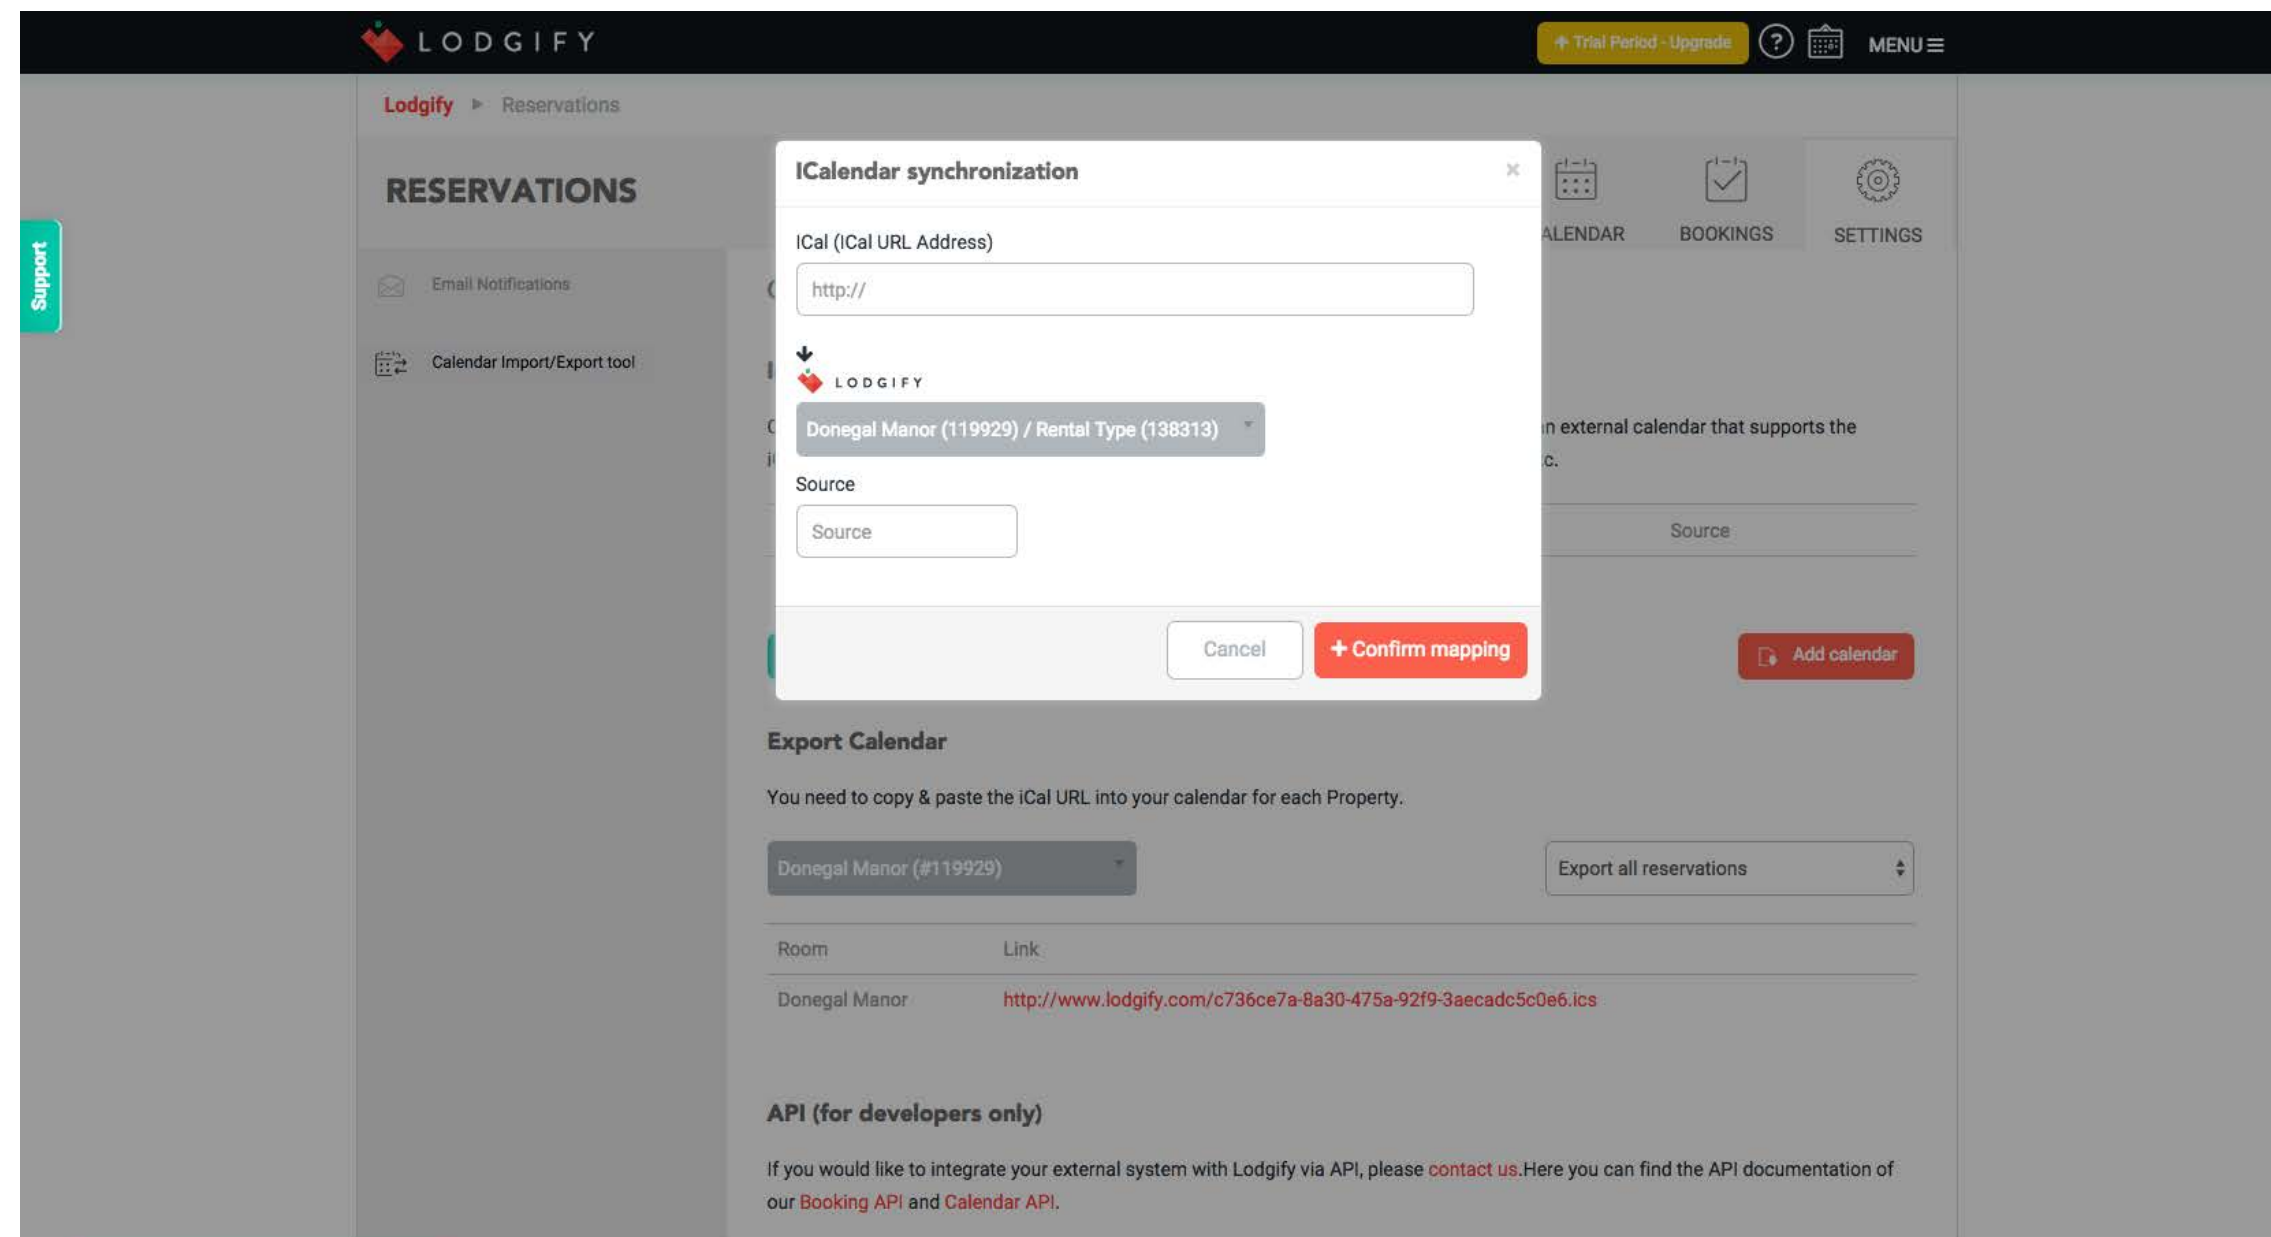 LODGIFY
Trial Period - Upgrade
?
MENU
Lodgify ▶ Reservations
RESERVATIONS
ALENDAR
BOOKINGS
SETTINGS
Support
Email Notifications
Calendar Import/Export tool
ICalendar synchronization
×
ICal (ICal URL Address)
http://
LODGIFY
Donegal Manor (119929) / Rental Type (138313)
Source
Source
Cancel
+ Confirm mapping
n external calendar that supports the
c.
Source
Add calendar
Export Calendar
You need to copy & paste the iCal URL into your calendar for each Property.
Donegal Manor (#119929)
Export all reservations
Room Link
Donegal Manor http://www.lodgify.com/c736ce7a-8a30-475a-92f9-3aecadc5c0e6.ics
API (for developers only)
If you would like to integrate your external system with Lodgify via API, please contact us.Here you can find the API documentation of
our Booking API and Calendar API.